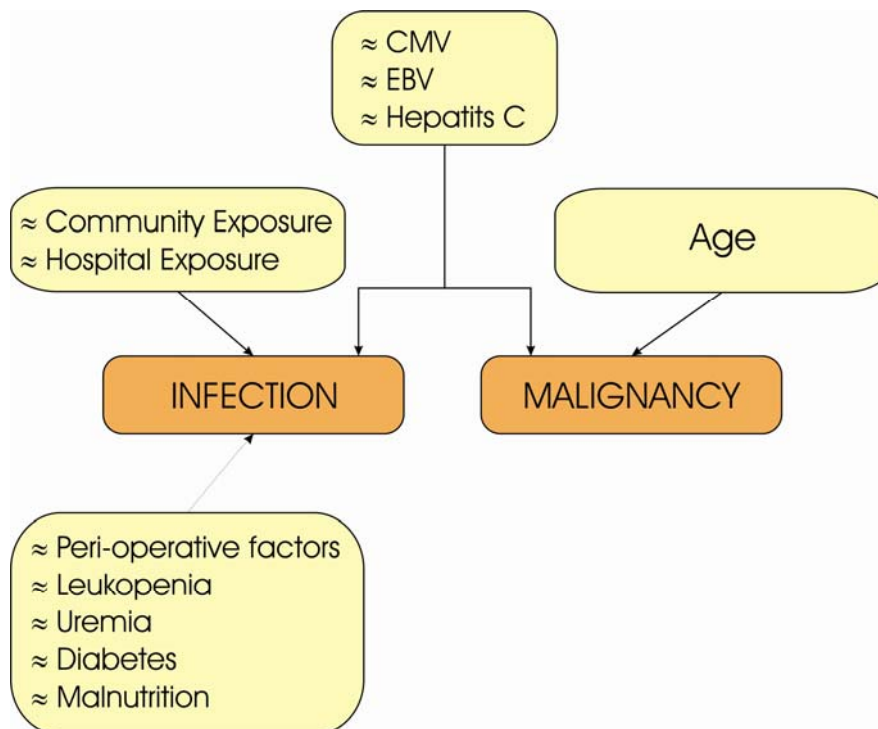 ≈ CMV
≈ EBV
≈ Hepatits C
≈ Community Exposure
≈ Hospital Exposure
Age
INFECTION
MALIGNANCY
≈ Peri-operative factors
≈ Leukopenia
≈ Uremia
≈ Diabetes
≈ Malnutrition